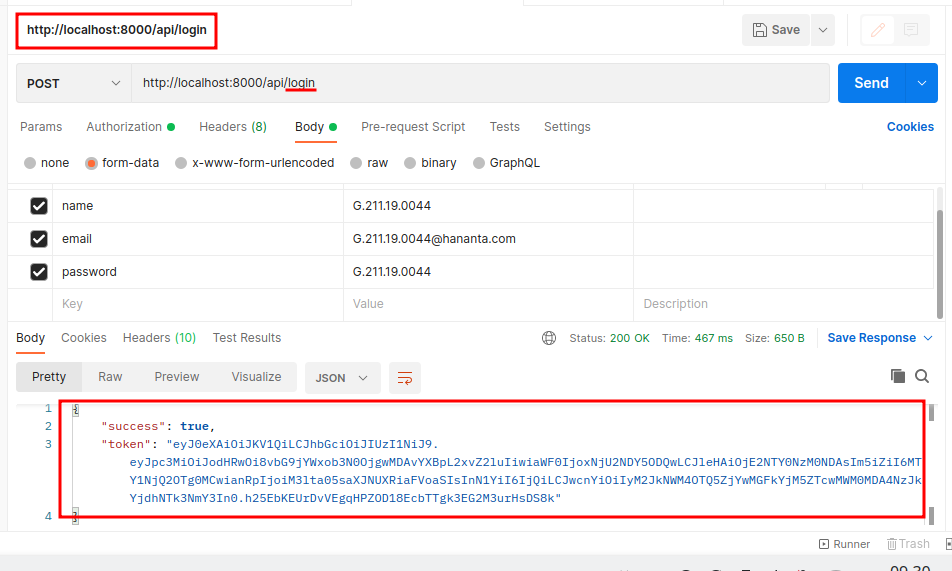 http://localhost:8000/api/login
Save
POST
http://localhost:8000/api/login
Send
Params Authorization Headers (8) Body Pre-request Script Tests Settings Cookies
none form-data x-www-form-urlencoded raw binary GraphQL
name G.211.19.0044
email G.211.19.0044@hananta.com
password G.211.19.0044
Key Value Description
Body Cookies Headers (10) Test Results Status: 200 OK Time: 467 ms Size: 650 B Save Response
Pretty Raw Preview Visualize JSON
1 {
2 "success": true,
3 "token": "eyJ0eXAiOiJKV1QiLCJhbGciOiJIUzI1NiJ9.
eyJpc3MiOiJodHRwOi8vbG9jYWxob3N0OjgwMDAvYXBpL2xvZ2luIiwiaWF0IjoxNjU2NDY5ODQwLCJleHAiOjE2NTY0NzM0NDAsIm5iZiI6MT
Y1NjQ2OTg0MCwianRpIjoiM3lta05saXJNUXRiaFVoaSIsInN1YiI6IjQiLCJwcnYiOiIyM2JkNWM4OTQ5ZjYwMGFkYjM5ZTcwMWM0MDA4NzJk
YjdhNTk3NmY3In0.h25EbKEUrDvVEgqHPZOD18EcbTTgk3EG2M3urHsDS8k"
4 }
Runner Trash